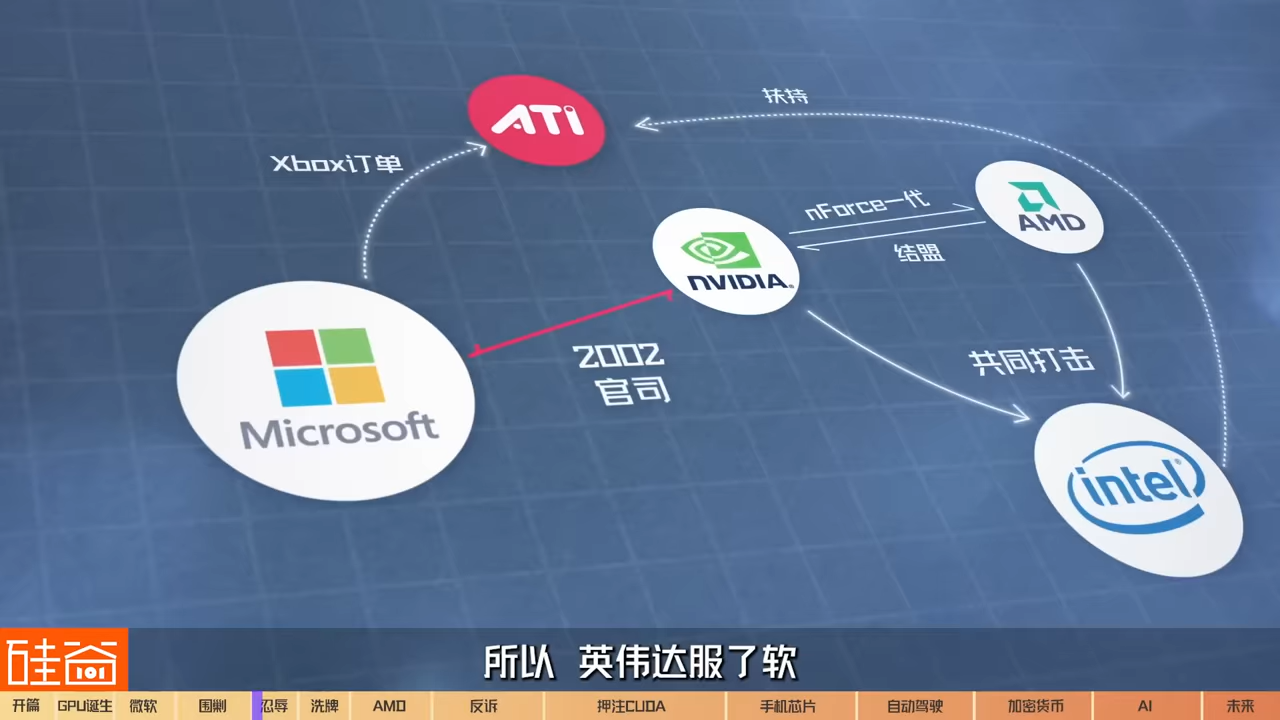 ATi
扶持
Xbox订单
AMD
nForce一代
结盟
NVIDIA®
2002
官司
共同打击
Microsoft
intel®
所以 英伟达服了软
硅谷
101
开篇 GPU诞生 微软 围剿 忍辱 洗牌 AMD 反诉 押注CUDA 手机芯片 自动驾驶 加密货币 AI 未来